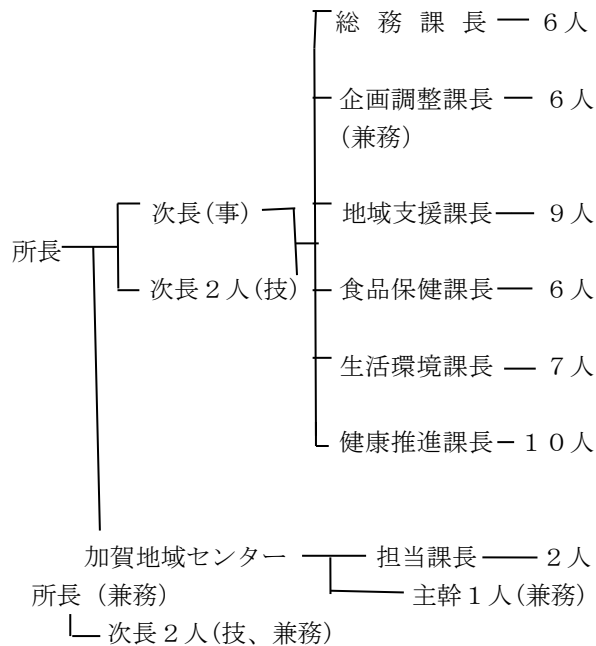 総務課長 6人
企画調整課長 6人
(兼務)
次長(事) 地域支援課長 9人
所長
次長2人(技) 食品保健課長 6人
生活環境課長 7人
健康推進課長 10人
加賀地域センター 担当課長 2人
所長(兼務) 主幹1人(兼務)
次長2人(技、兼務)